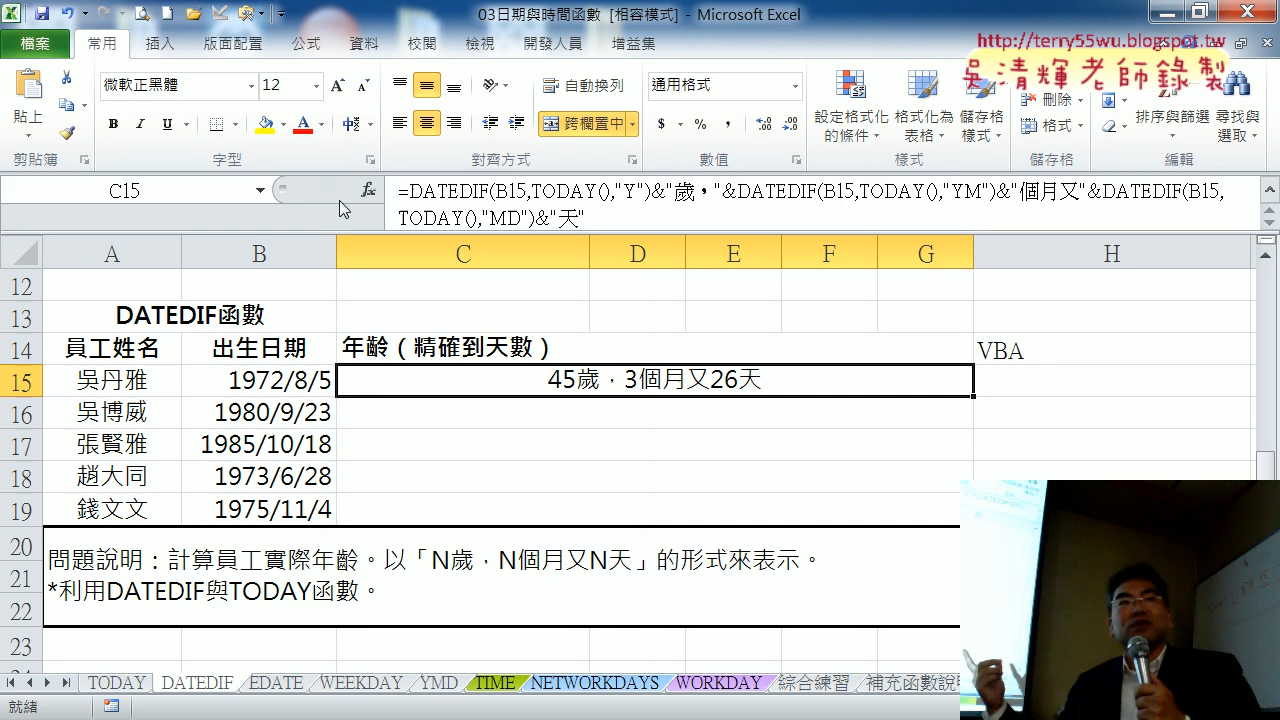 03日期與時間函數 [相容模式] - Microsoft Excel
http://terry55wu.blogspot.tw
吳清輝老師錄製
檔案 常用 插入 版面配置 公式 資料 校閱 檢視 開發人員 增益集
微軟正黑體 12 自動換列 通用格式
貼上 B I U 跨欄置中 $ % , 設定格式化的條件 格式化為表格 儲存格樣式 刪除 格式 排序與篩選 尋找與選取
剪貼簿 字型 對齊方式 數值 樣式 儲存格 編輯
C15 fx =DATEDIF(B15,TODAY(),"Y")&"歲，"&DATEDIF(B15,TODAY(),"YM")&"個月又"&DATEDIF(B15,
TODAY(),"MD")&"天"
A B C D E F G H
12
13 DATEDIF函數
14 員工姓名 出生日期 年齡（精確到天數） VBA
15 吳丹雅 1972/8/5 45歲，3個月又26天
16 吳博威 1980/9/23
17 張賢雅 1985/10/18
18 趙大同 1973/6/28
19 錢文文 1975/11/4
20 問題說明：計算員工實際年齡。以「N歲，N個月又N天」的形式來表示。
21 *利用DATEDIF與TODAY函數。
22
23
TODAY DATEDIF EDATE WEEKDAY YMD TIME NETWORKDAYS WORKDAY 綜合練習 補充函數說
就緒